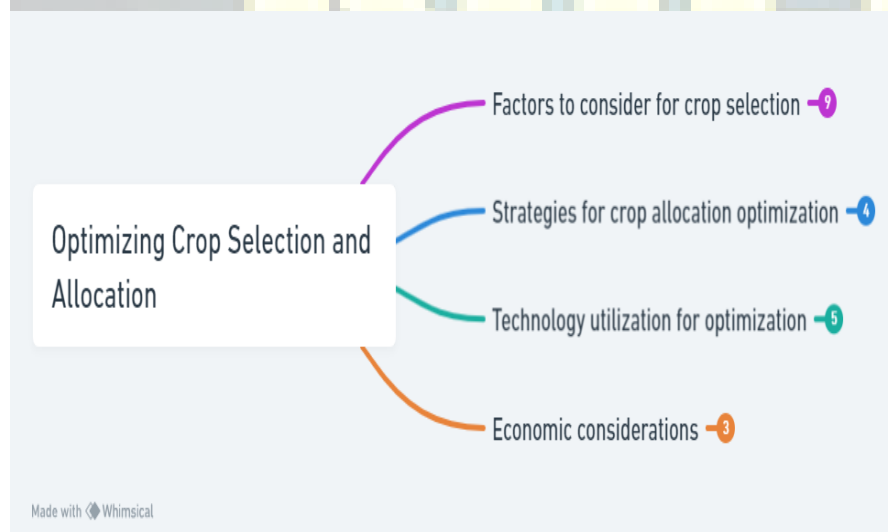 Factors to consider for crop selection 9
Optimizing Crop Selection and
Allocation
Strategies for crop allocation optimization 4
Technology utilization for optimization 5
Economic considerations 3
Made with Whimsical